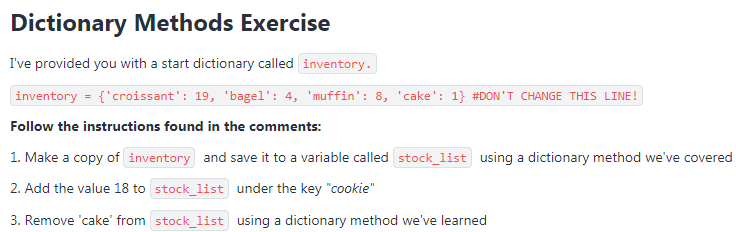 Dictionary Methods Exercise
I've provided you with a start dictionary called inventory.
inventory = {'croissant': 19, 'bagel': 4, 'muffin': 8, 'cake': 1} #DON'T CHANGE THIS LINE!
Follow the instructions found in the comments:
1. Make a copy of inventory and save it to a variable called stock_list using a dictionary method we've covered
2. Add the value 18 to stock_list under the key "cookie"
3. Remove 'cake' from stock_list using a dictionary method we've learned